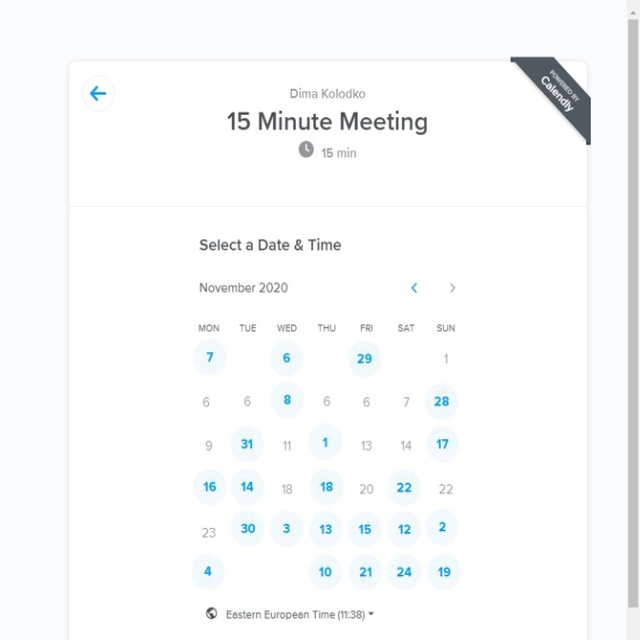 POWERED BY
Calendly
Dima Kolodko
15 Minute Meeting
15 min
Select a Date & Time
November 2020
MON TUE WED THU FRI SAT SUN
7 6 29 1
6 6 8 6 6 7 28
9 31 11 1 13 14 17
16 14 18 18 20 22 22
23 30 3 13 15 12 2
4 10 21 24 19
Eastern European Time (11:38)